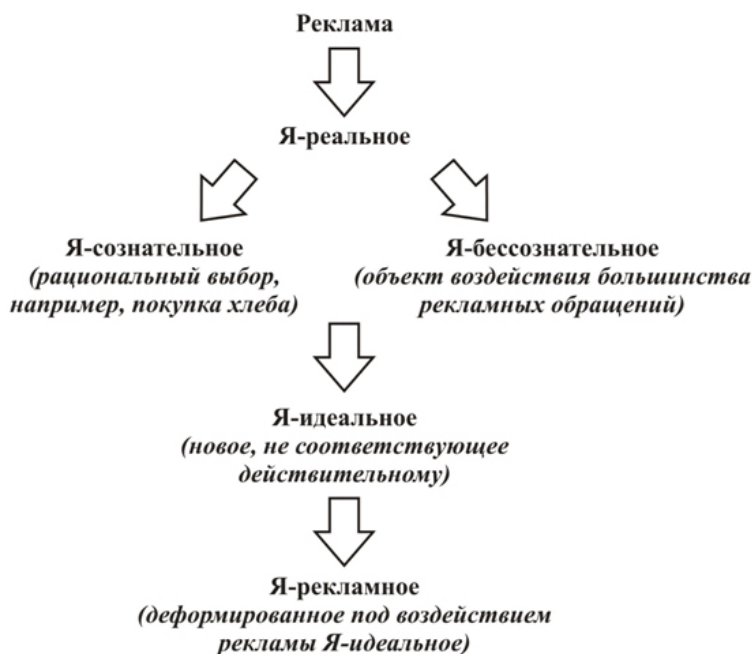 Реклама
Я-реальное
Я-сознательное
(рациональный выбор,
например, покупка хлеба)
Я-бессознательное
(объект воздействия большинства
рекламных обращений)
Я-идеальное
(новое, не соответствующее
действительному)
Я-рекламное
(деформированное под воздействием
рекламы Я-идеальное)